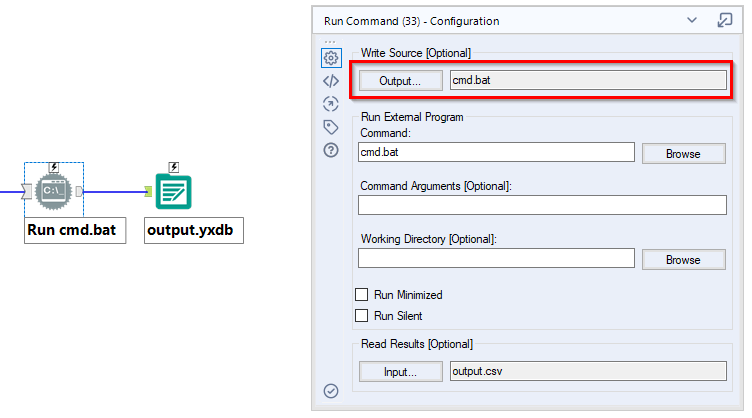 Run Command (33) - Configuration
Write Source [Optional]
Output...
cmd.bat
Run External Program
Command:
cmd.bat
Browse
Command Arguments [Optional]:
Working Directory [Optional]:
Browse
Run Minimized
Run Silent
Read Results [Optional]
Input...
output.csv
C:\_
Run cmd.bat
output.yxdb